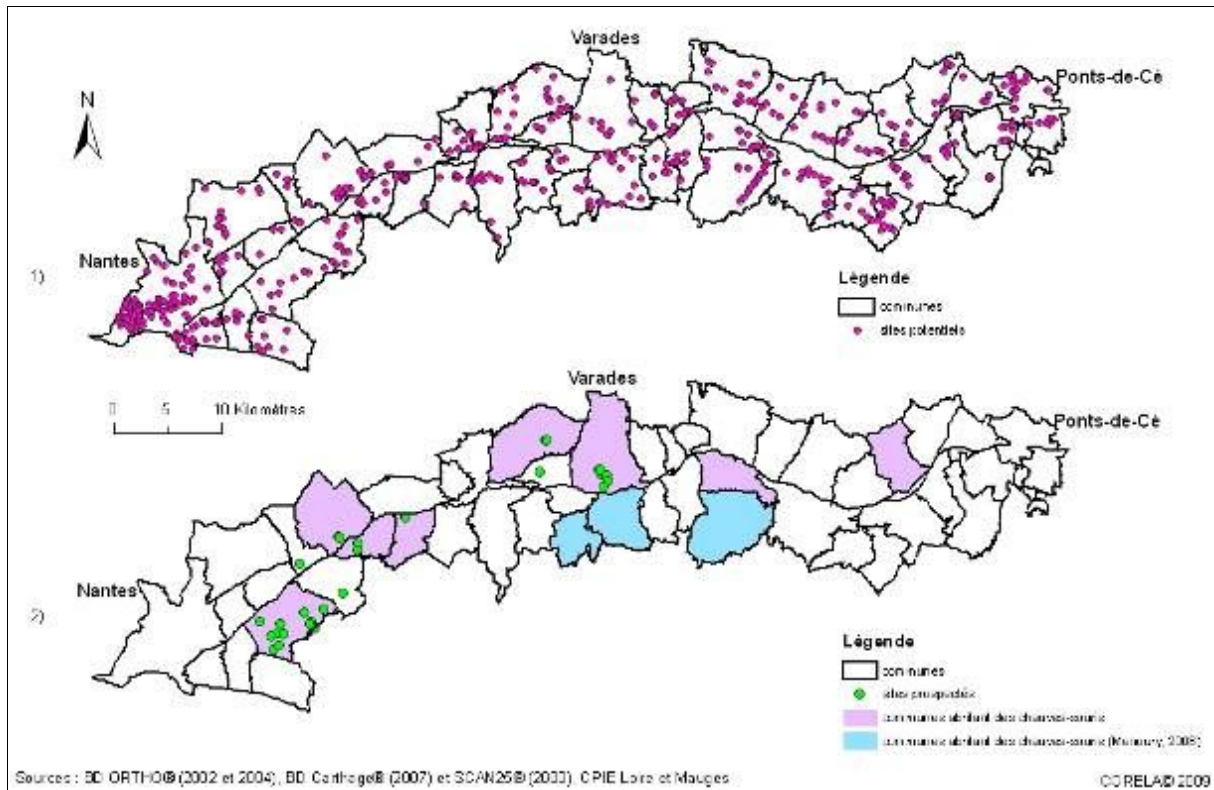 Varades
Ponts-de-Cé
N
Nantes
1)
Légende
communes
sites potentiels
Varades
0 5 10 Kilomètres
Ponts-de-Cé
Nantes
2)
Légende
communes
sites prospectés
communes abritant des chauves-souris
communes abritant des chauves-souris (Menoury, 2008)
Sources : BD ORTHO® (2002 et 2004), BD Carthage® (2007) et SCAN25® (2000), CPIE Loire et Mauges
CORELA© 2009